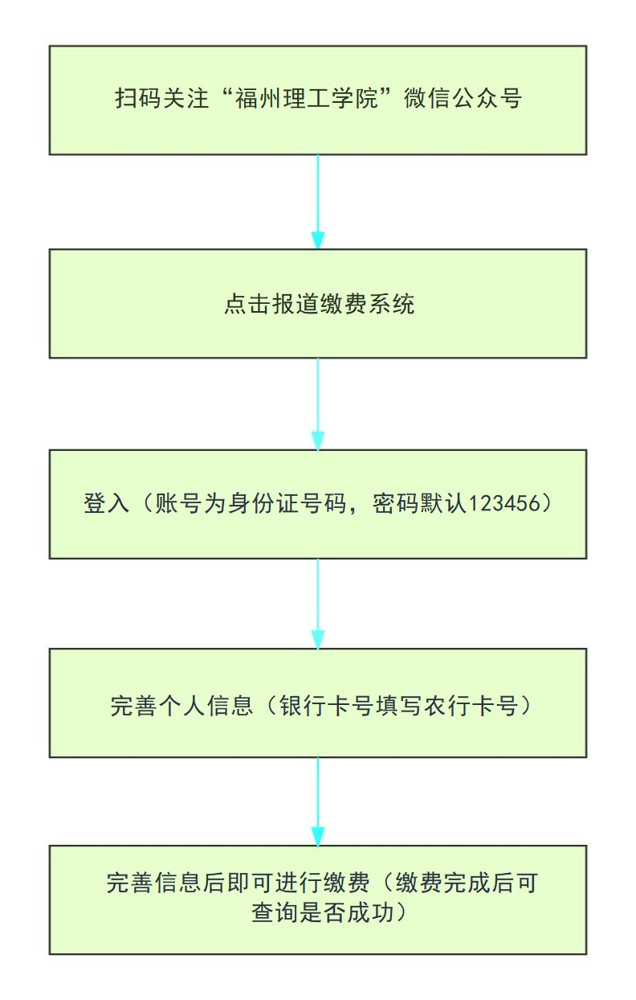 扫码关注“福州理工学院”微信公众号
点击报道缴费系统
登入（账号为身份证号码，密码默认123456）
完善个人信息（银行卡号填写农行卡号）
完善信息后即可进行缴费（缴费完成后可
查询是否成功）